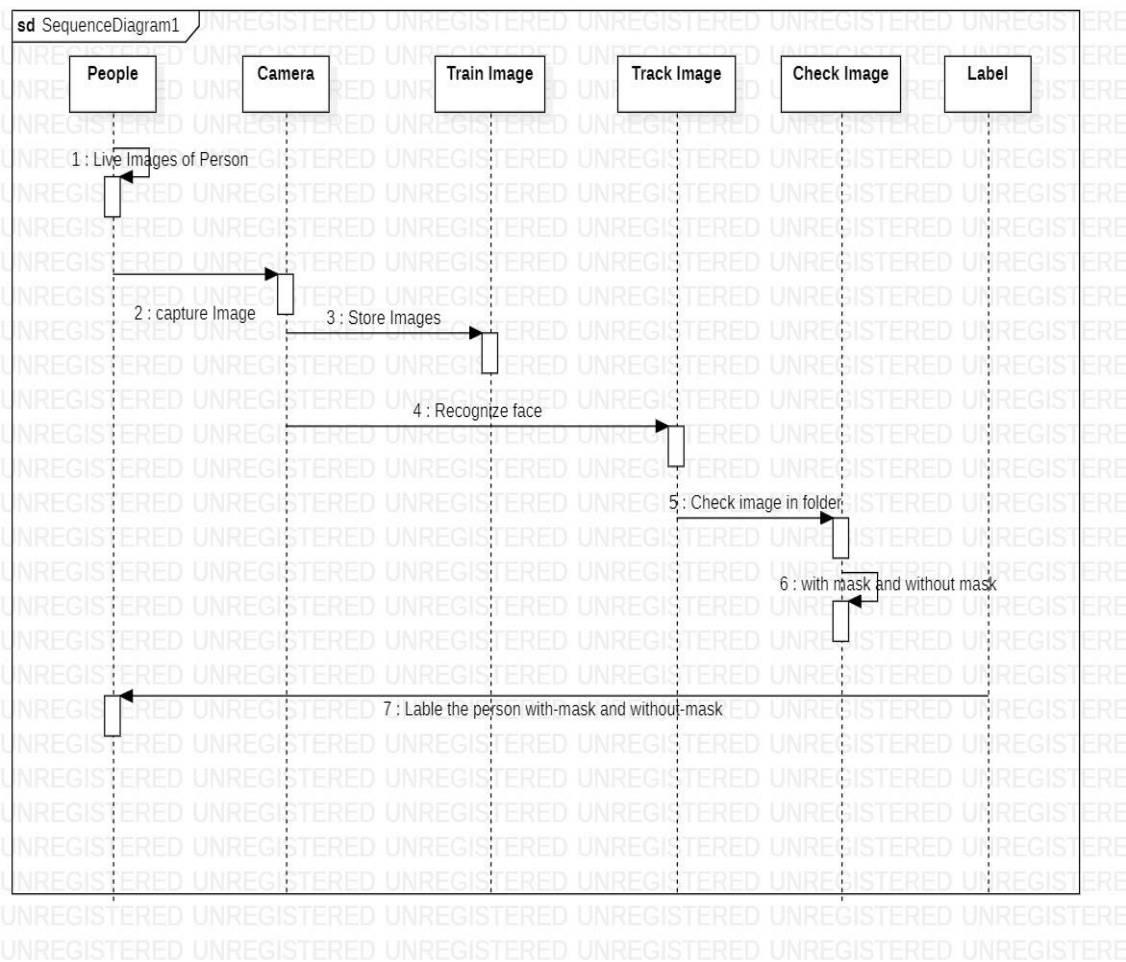 sd SequenceDiagram1
People
Camera
Train Image
Track Image
Check Image
Label
1 : Live Images of Person
2 : capture Image
3 : Store Images
4 : Recognize face
5 : Check image in folder
6 : with mask and without mask
7 : Lable the person with-mask and without-mask
UNREGISTERED